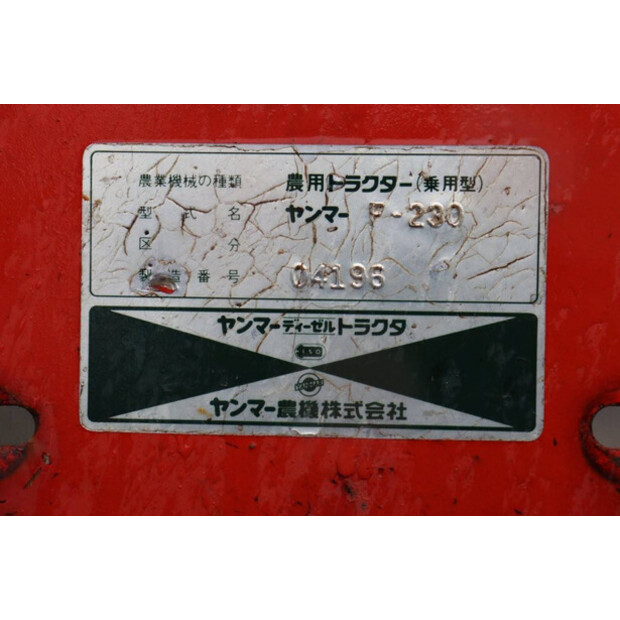 農業機械の種類 農用トラクター(乗用型)
型式名 ヤンマー F-230
区分
製造番号 04196
ヤンマーディーゼルトラクタ
ヤンマー農機株式会社